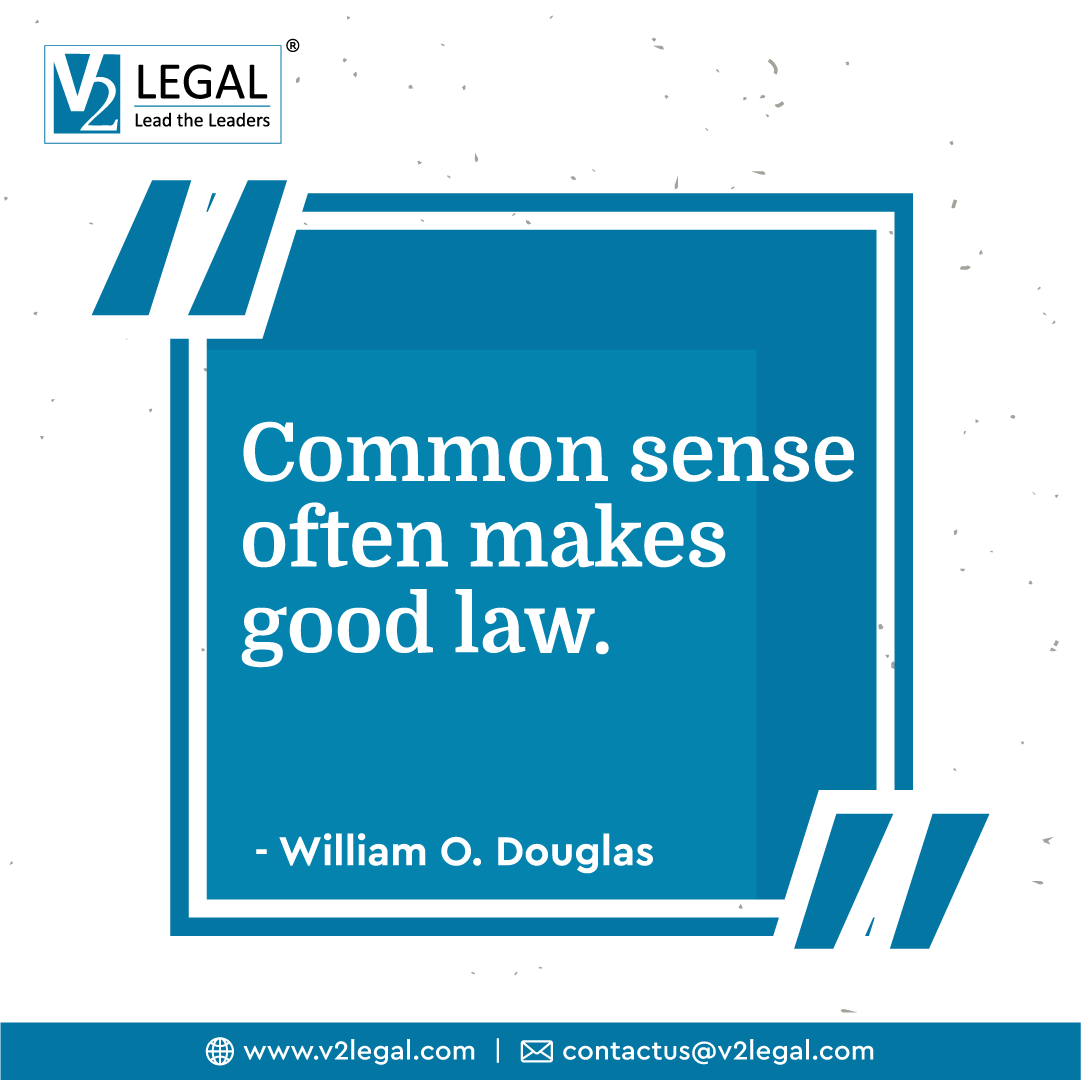 V2 LEGAL ®
Lead the Leaders
Common sense
often makes
good law.
- William O. Douglas
www.v2legal.com | contactus@v2legal.com